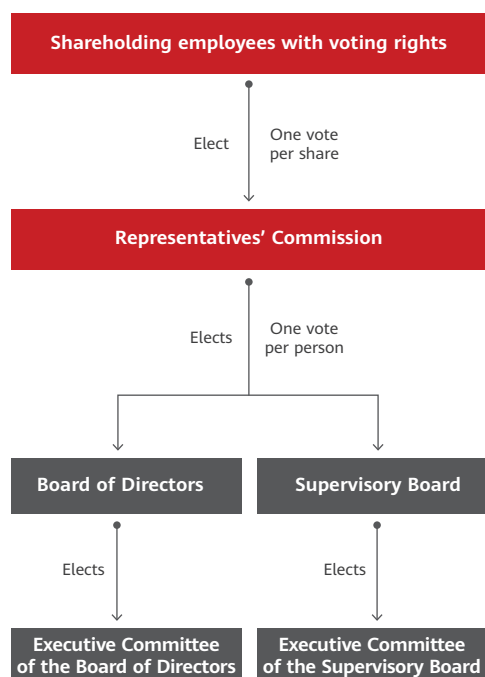 Shareholding employees with voting rights
Elect
One vote
per share
Representatives’ Commission
Elects
One vote
per person
Board of Directors
Supervisory Board
Elects
Elects
Executive Committee
of the Board of Directors
Executive Committee
of the Supervisory Board